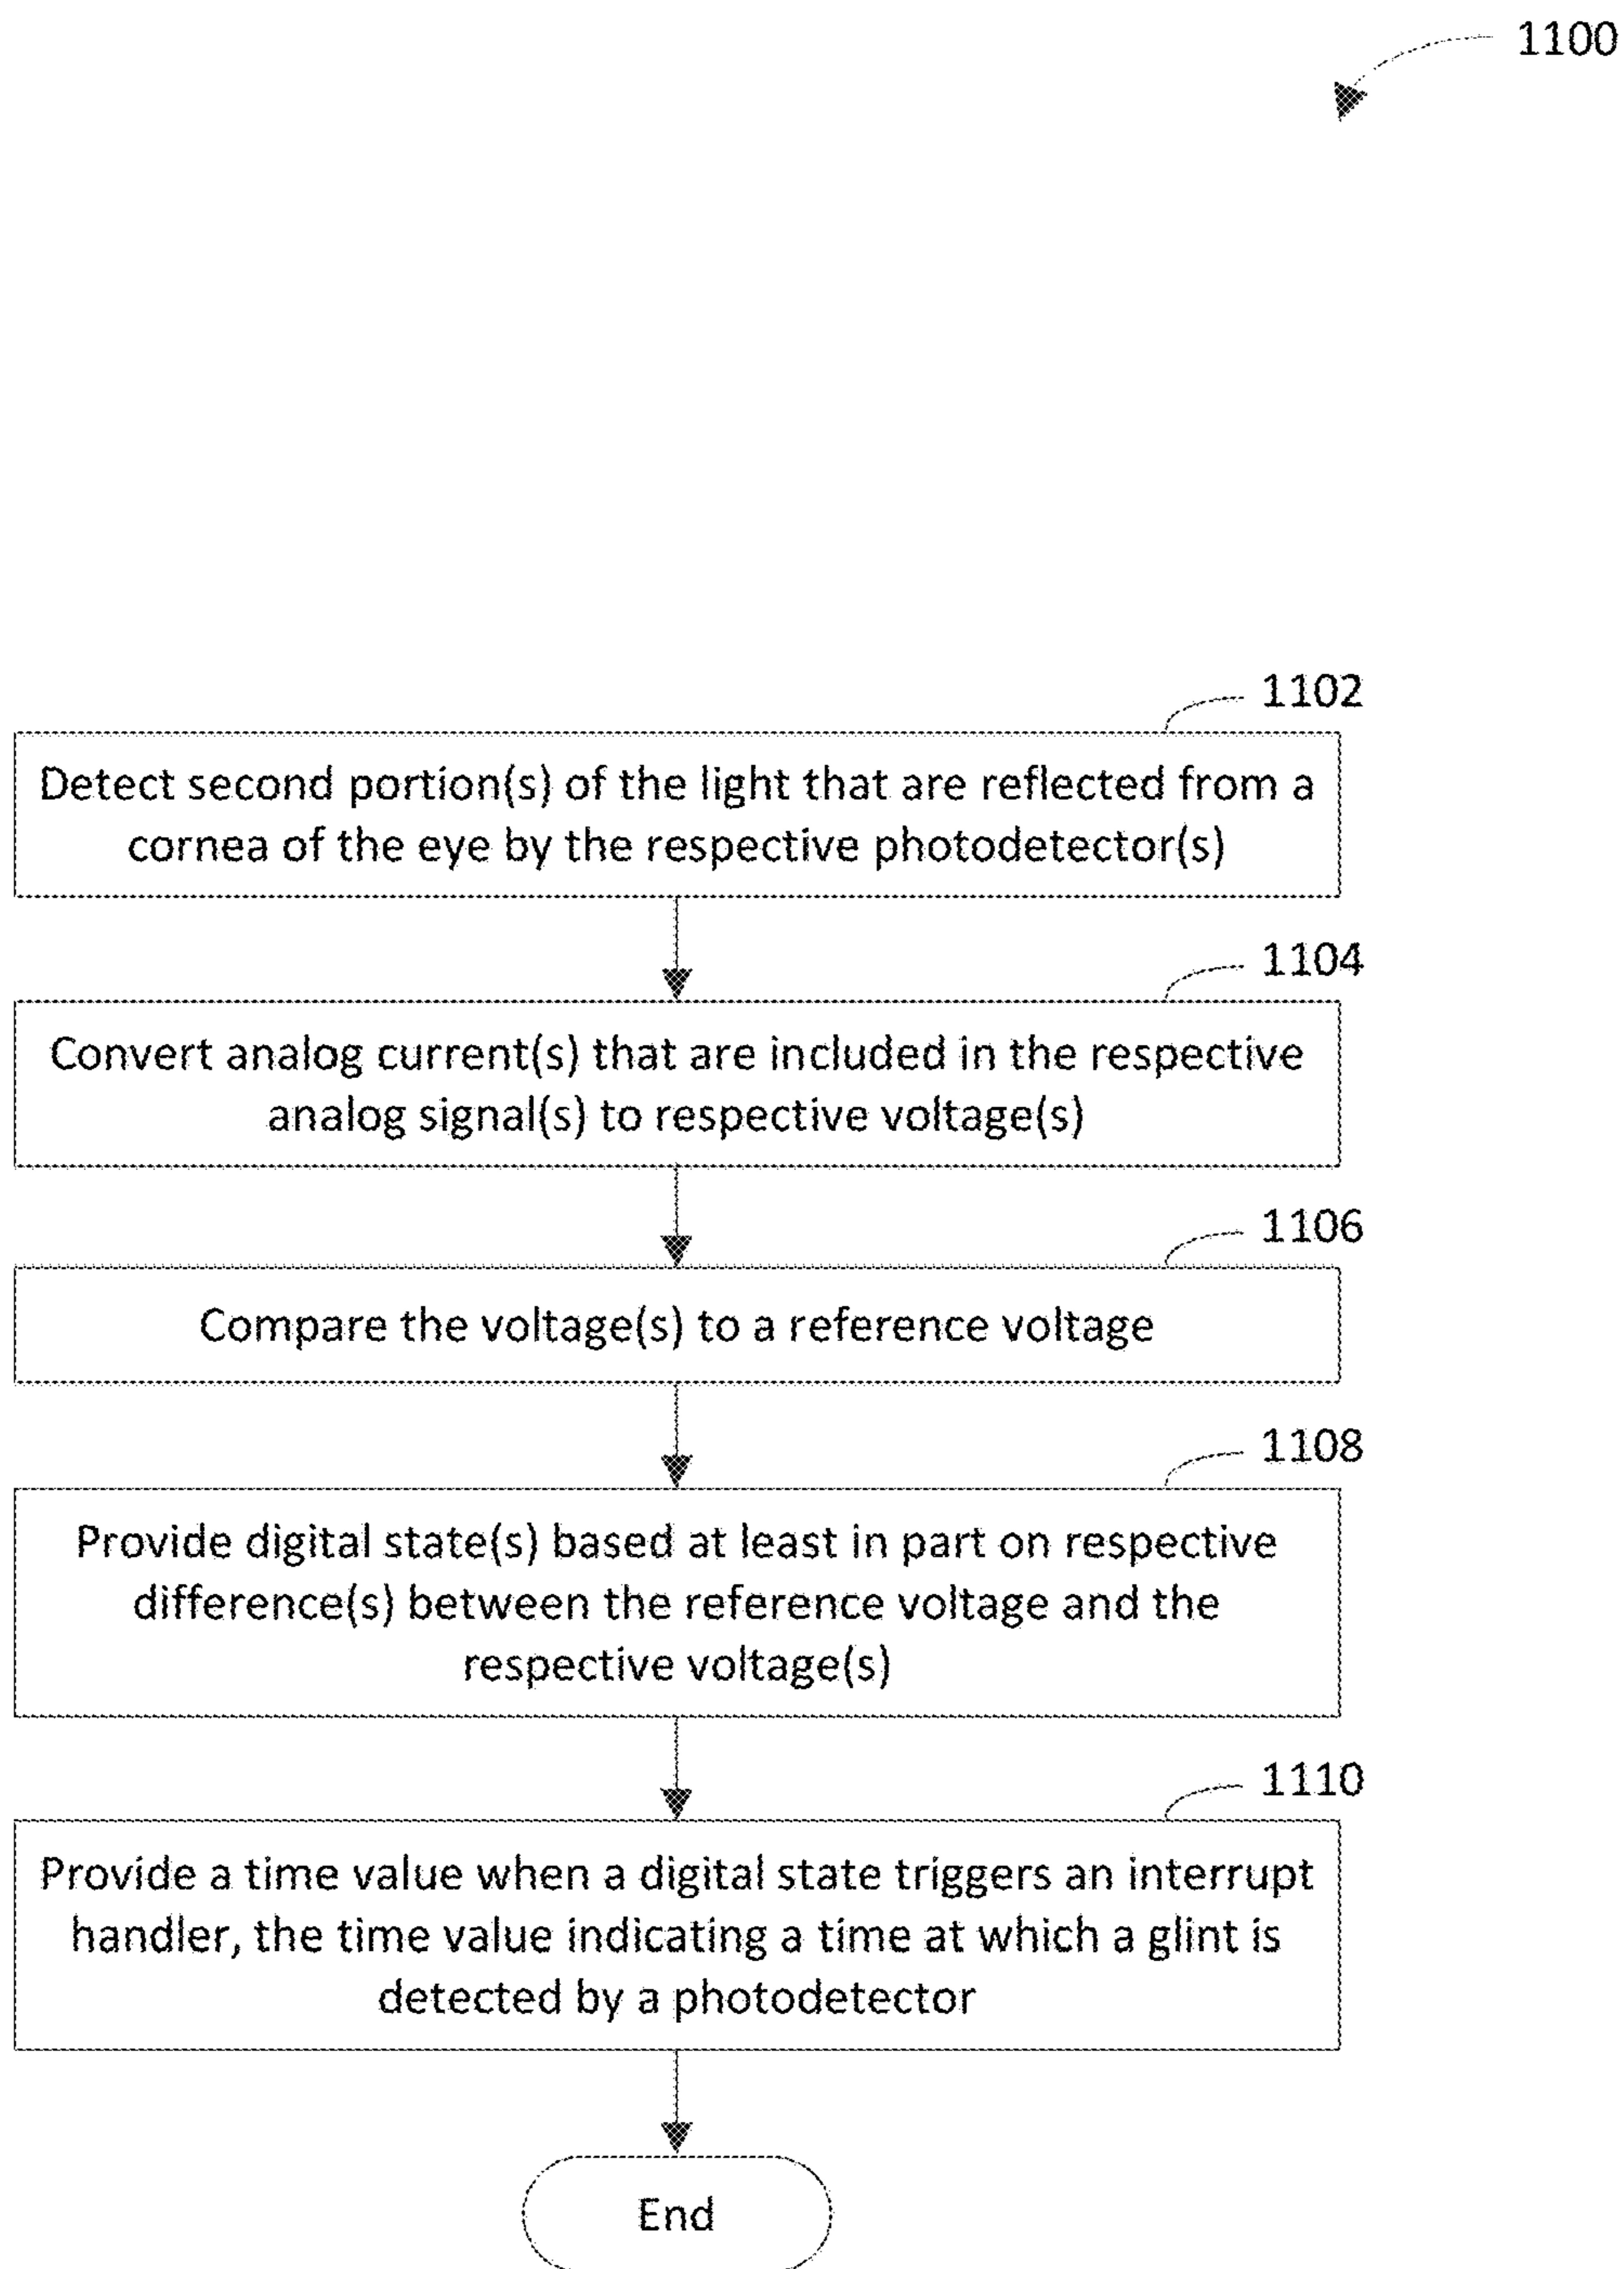 1100
1102
Detect second portion(s) of the light that are reflected from a
cornea of the eye by the respective photodetector(s)
1104
Convert analog current(s) that are included in the respective
analog signal(s) to respective voltage(s)
1106
Compare the voltage(s) to a reference voltage
1108
Provide digital state(s) based at least in part on respective
difference(s) between the reference voltage and the
respective voltage(s)
1110
Provide a time value when a digital state triggers an interrupt
handler, the time value indicating a time at which a glint is
detected by a photodetector
End